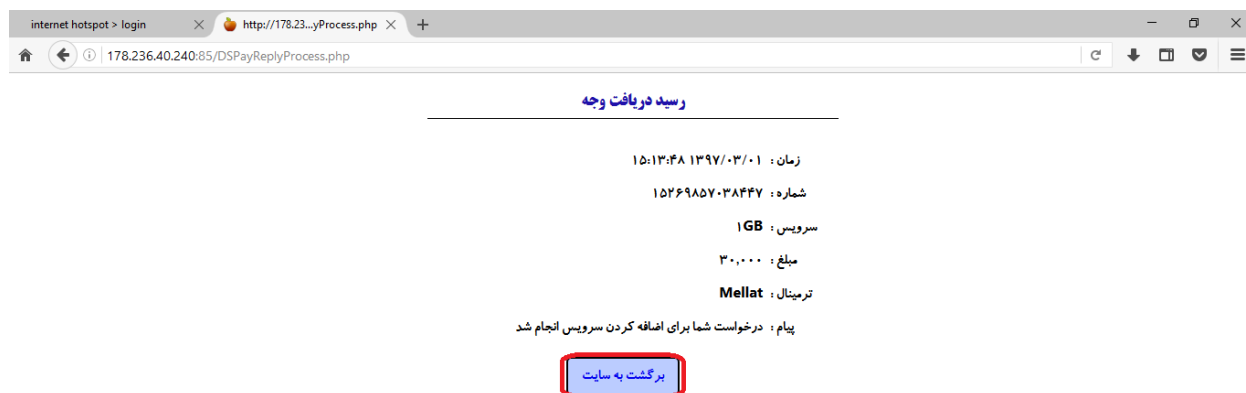 internet hotspot > login
http://178.23...yProcess.php
178.236.40.240:85/DSPayReplyProcess.php
رسید دریافت وجه
زمان : ۱۳۹۷/۰۳/۰۱ ۱۵:۱۳:۴۸
شماره : ۱۵۲۶۹۸۵۷۰۳۸۴۴۷
سرویس : ۱GB
مبلغ : ۳۰,۰۰۰
ترمینال : Mellat
پیام : درخواست شما برای اضافه کردن سرویس انجام شد
برگشت به سایت